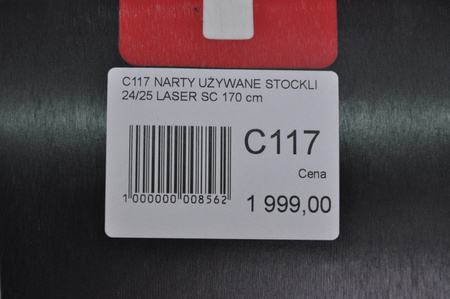 C117 NARTY UŻYWANE STOCKLI
24/25 LASER SC 170 cm
C117
Cena
1 000000 008562
1 999,00